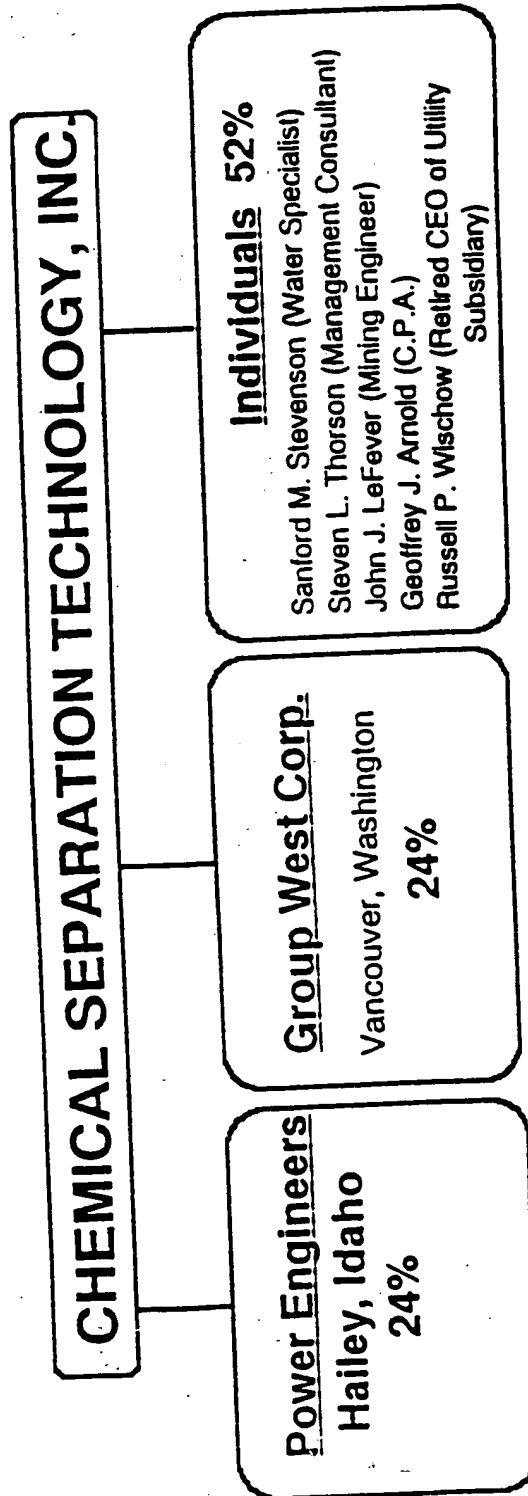 CHEMICAL SEPARATION TECHNOLOGY, INC.
Power Engineers
Hailey, Idaho
24%
Group West Corp.
Vancouver, Washington
24%
Individuals 52%
Sanford M. Stevenson (Water Specialist)
Steven L. Thorson (Management Consultant)
John J. LeFever (Mining Engineer)
Geoffrey J. Arnold (C.P.A.)
Russell P. Wischow (Retired CEO of Utility
Subsidiary)